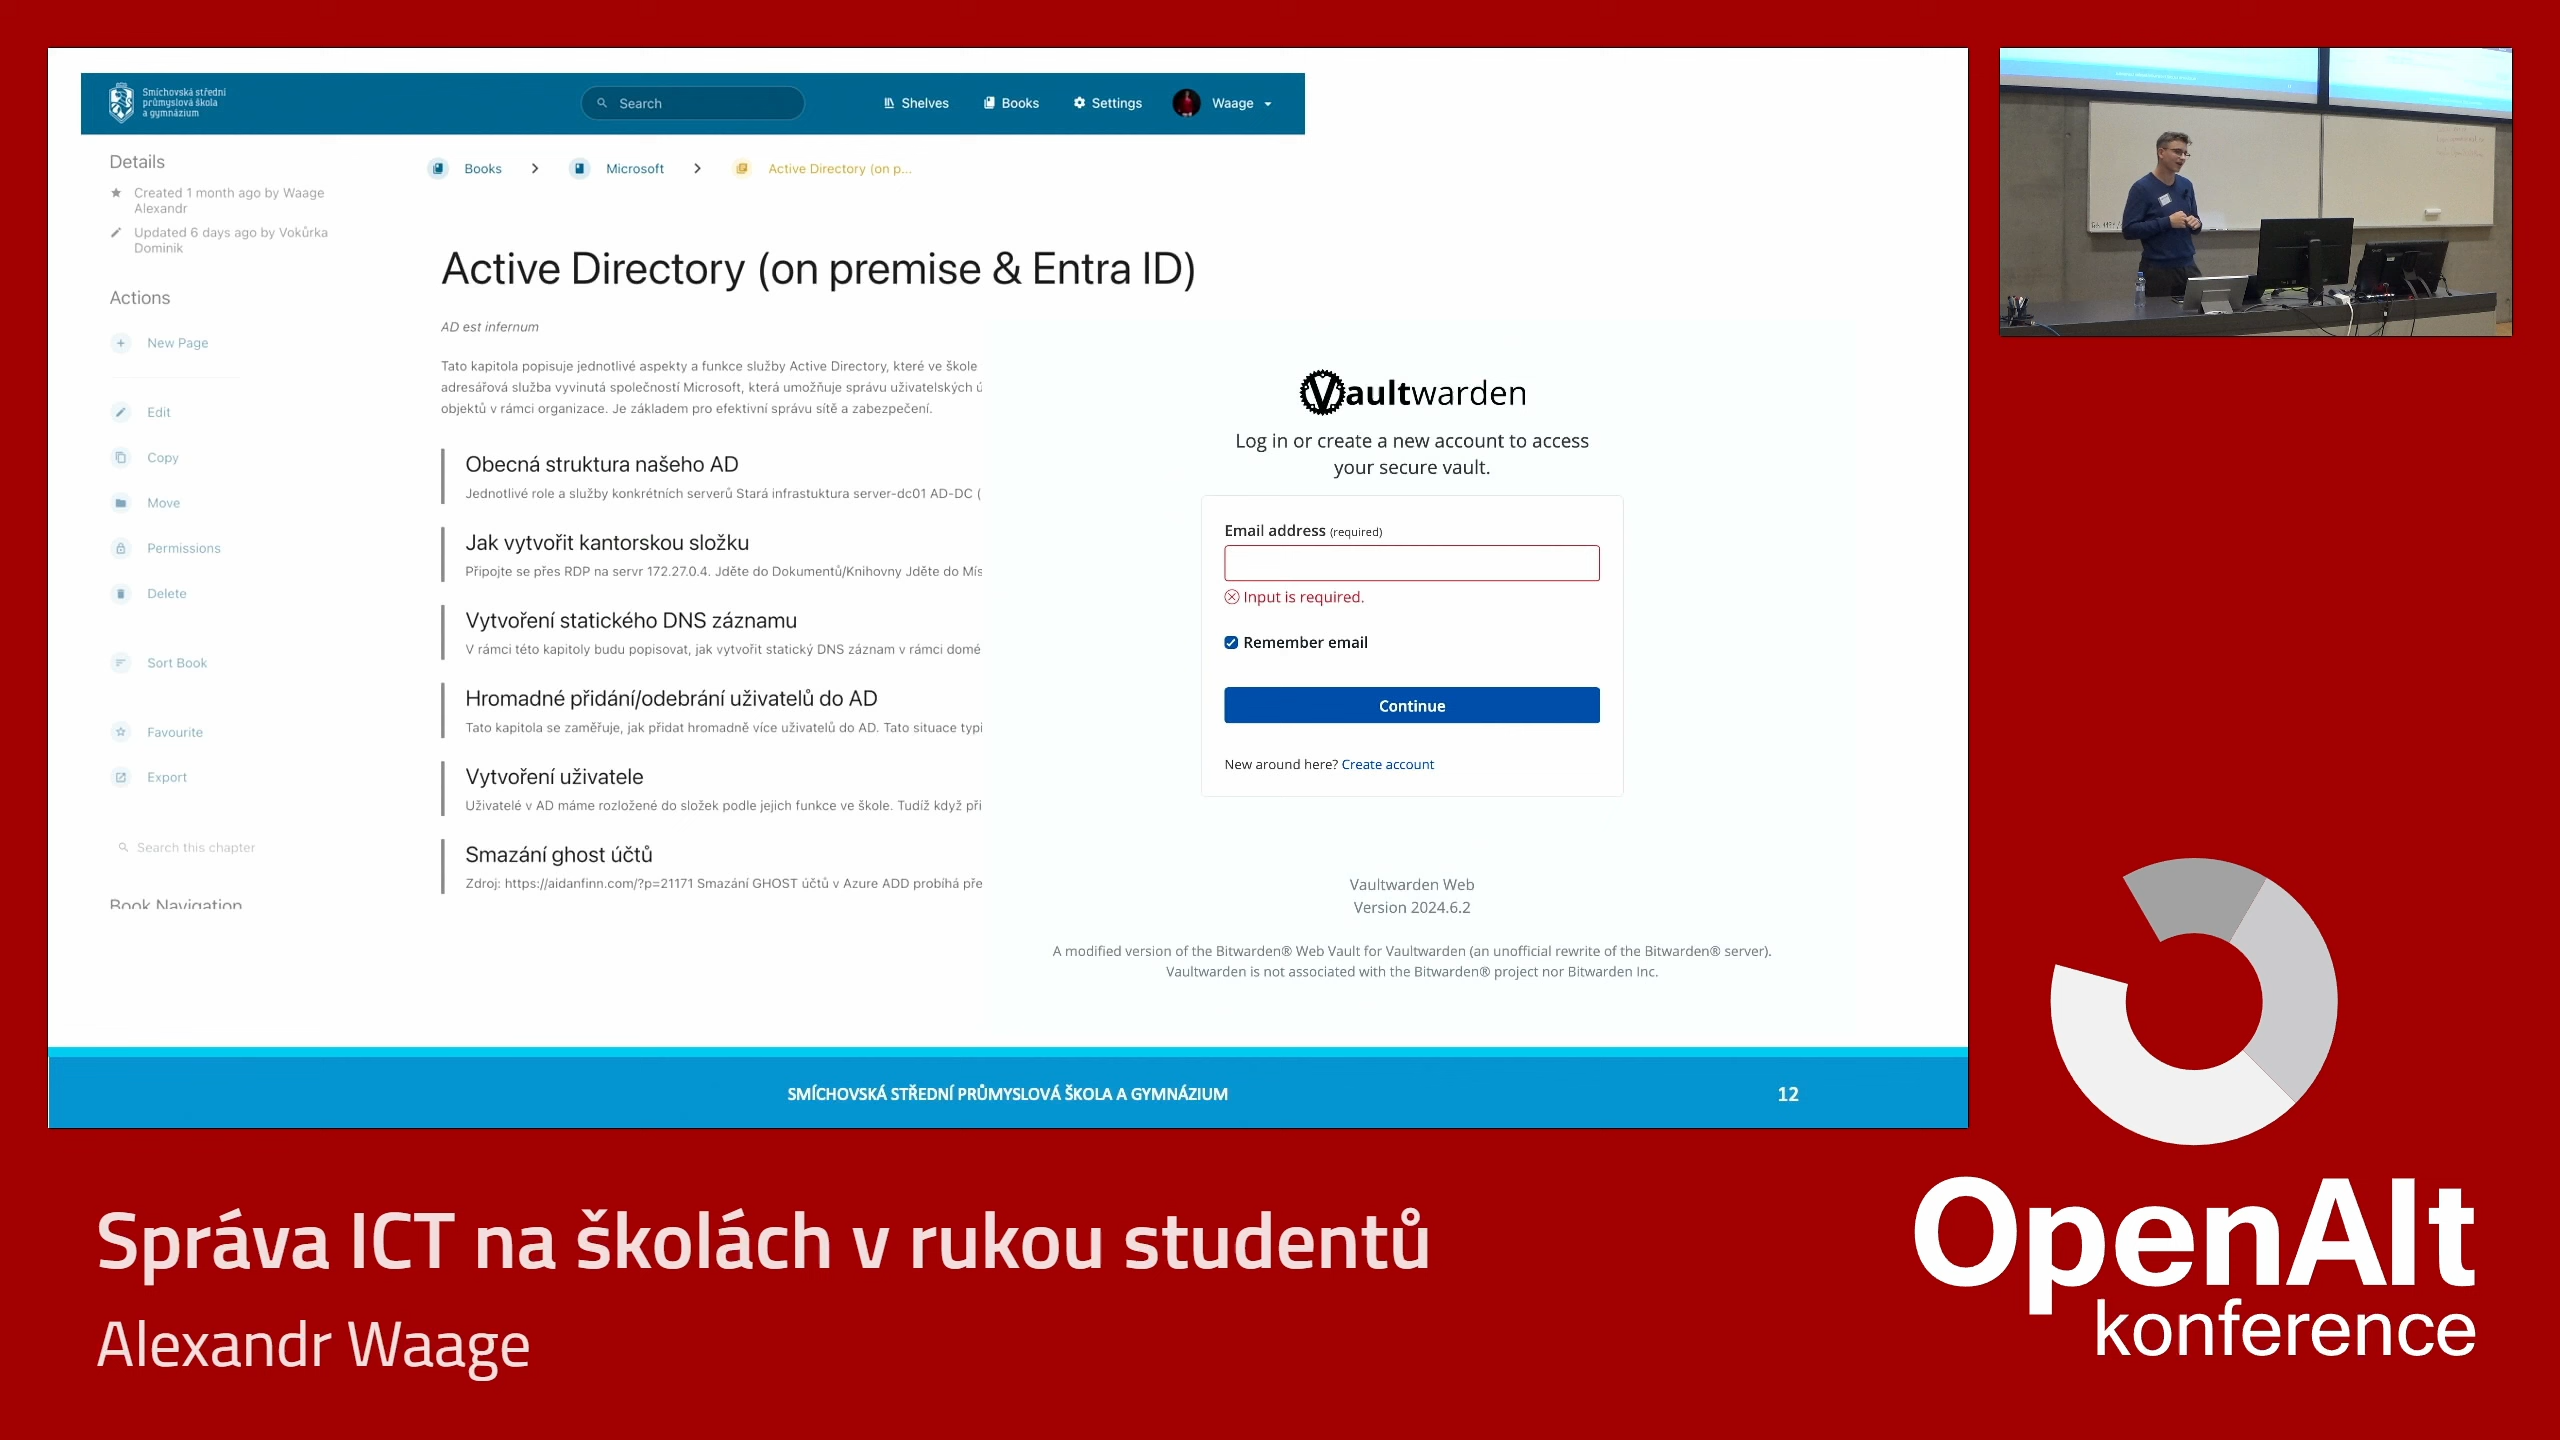 Smíchovská střední
průmyslová škola
a gymnázium
Search
Shelves
Books
Settings
Waage
Details
Created 1 month ago by Waage
Alexandr
Updated 6 days ago by Vokůrka
Dominik
Actions
New Page
Edit
Copy
Move
Permissions
Delete
Sort Book
Favourite
Export
Search this chapter
Book Navigation
Books
Microsoft
Active Directory (on p...
Active Directory (on premise & Entra ID)
AD est infernum
Tato kapitola popisuje jednotlivé aspekty a funkce služby Active Directory, které ve škole
adresářová služba vyvinutá společností Microsoft, která umožňuje správu uživatelských ú
objektů v rámci organizace. Je základem pro efektivní správu sítě a zabezpečení.
Obecná struktura našeho AD
Jednotlivé role a služby konkrétních serverů Stará infrastuktura server-dc01 AD-DC (
Jak vytvořit kantorskou složku
Připojte se přes RDP na servr 172.27.0.4. Jděte do Dokumentů/Knihovny Jděte do Mís
Vytvoření statického DNS záznamu
V rámci této kapitoly budu popisovat, jak vytvořit statický DNS záznam v rámci domé
Hromadné přidání/odebrání uživatelů do AD
Tato kapitola se zaměřuje, jak přidat hromadně více uživatelů do AD. Tato situace typi
Vytvoření uživatele
Uživatelé v AD máme rozložené do složek podle jejich funkce ve škole. Tudíž když při
Smazání ghost účtů
Zdroj: https://aidanfinn.com/?p=21171 Smazání GHOST účtů v Azure ADD probíhá pře
Vaultwarden
Log in or create a new account to access
your secure vault.
Email address (required)
Input is required.
Remember email
Continue
New around here? Create account
Vaultwarden Web
Version 2024.6.2
A modified version of the Bitwarden® Web Vault for Vaultwarden (an unofficial rewrite of the Bitwarden® server).
Vaultwarden is not associated with the Bitwarden® project nor Bitwarden Inc.
SMÍCHOVSKÁ STŘEDNÍ PRŮMYSLOVÁ ŠKOLA A GYMNÁZIUM
12
Správa ICT na školách v rukou studentů
Alexandr Waage
OpenAlt
konference